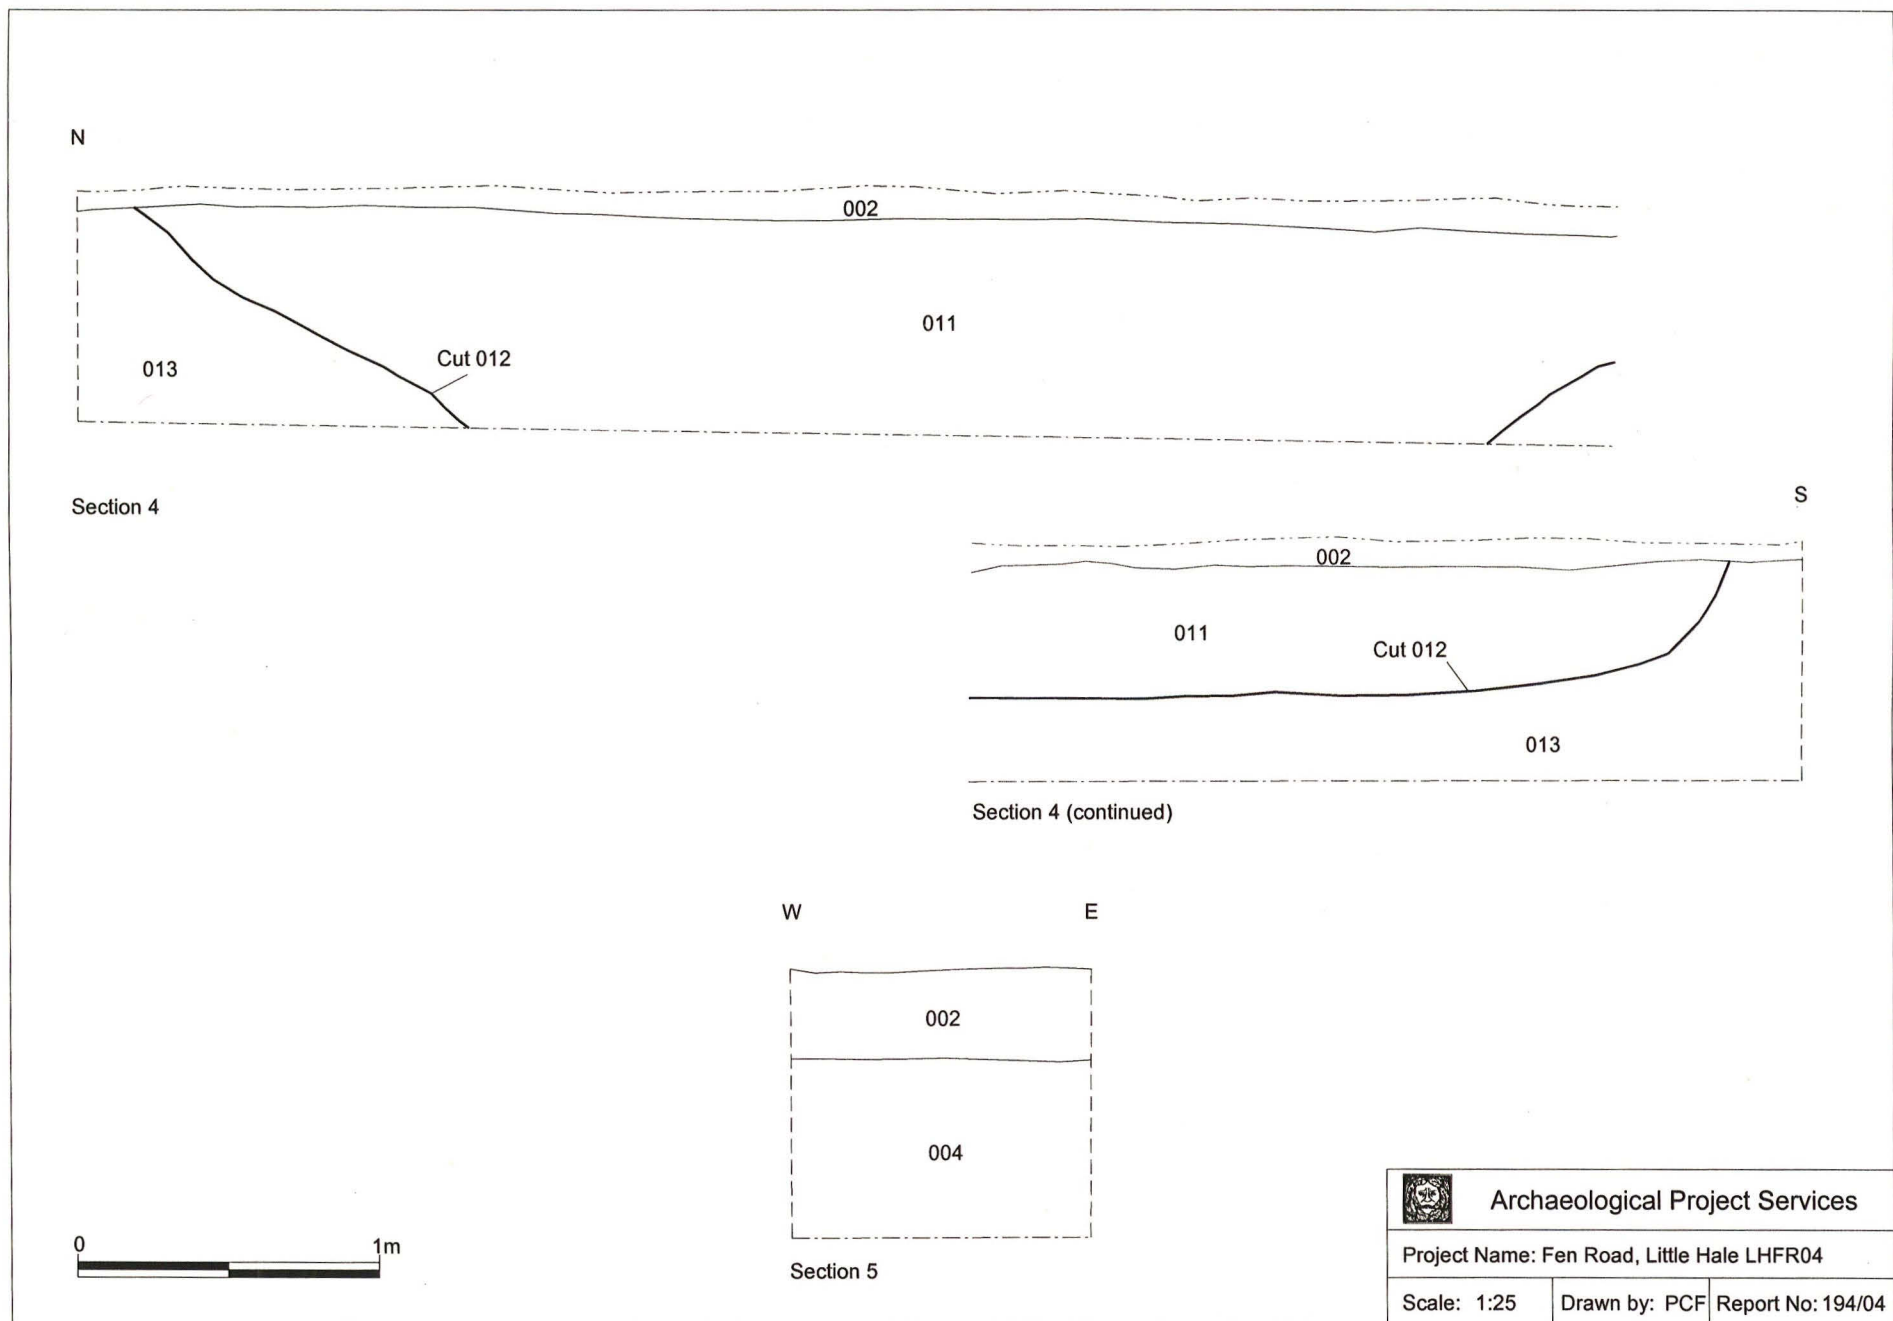 N
002
011
013
Cut 012
Section 4
S
002
011
Cut 012
013
Section 4 (continued)
W E
002
004
0 1m
Section 5
Archaeological Project Services
Project Name: Fen Road, Little Hale LHFR04
Scale: 1:25 Drawn by: PCF Report No: 194/04